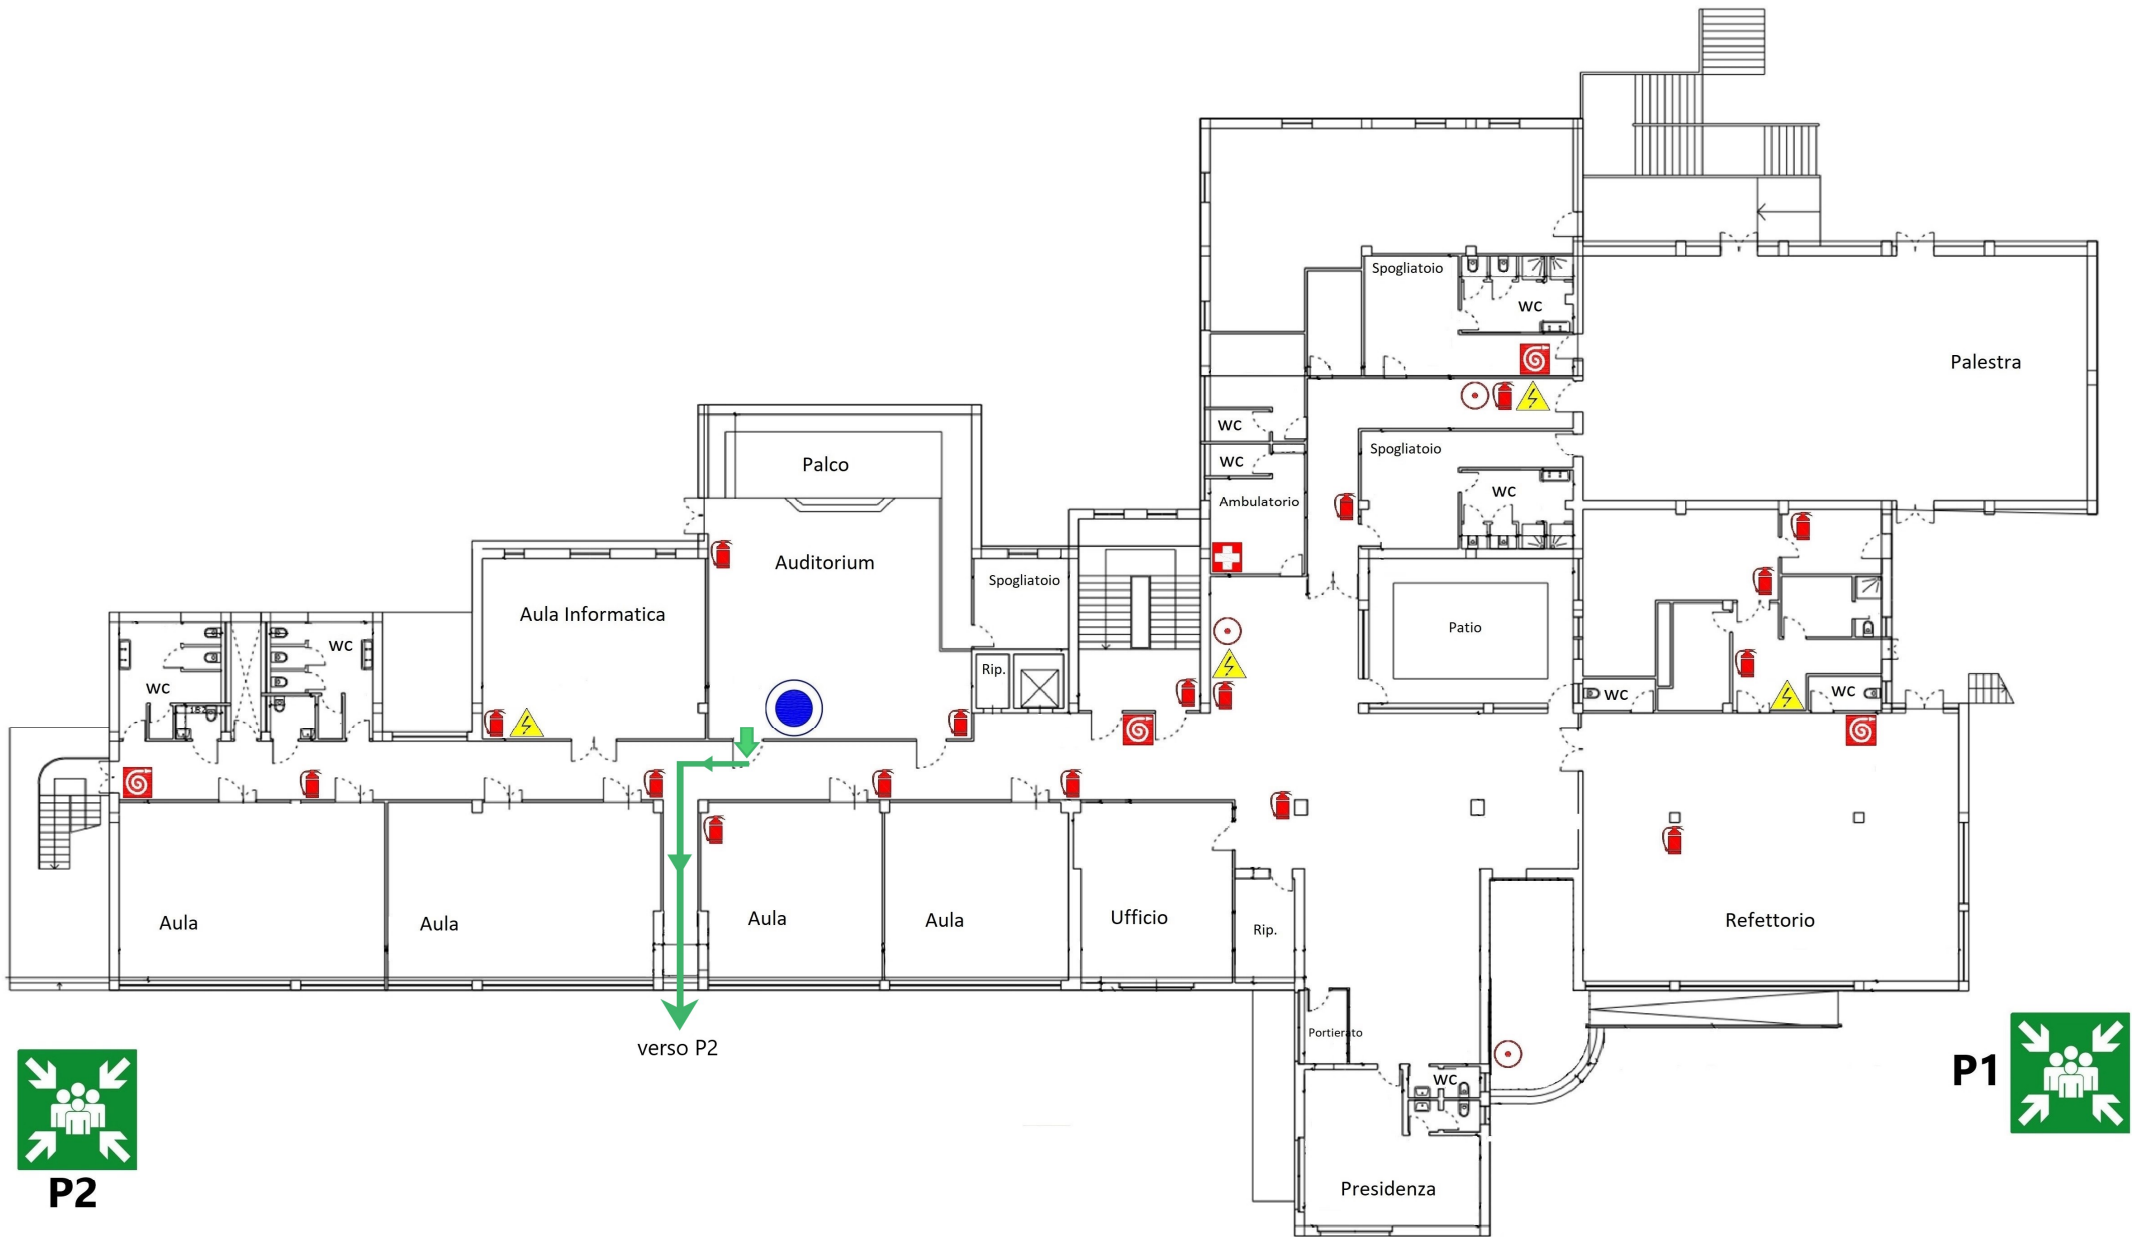 Spogliatoio
WC
Palestra
WC
Palco
Spogliatoio
WC
WC
Ambulatorio
Auditorium
Spogliatoio
Aula Informatica
Patio
WC
Rip.
WC
WC
WC
Aula
Aula
Aula
Aula
Ufficio
Rip.
Refettorio
Portierato
verso P2
P1
WC
P2
Presidenza